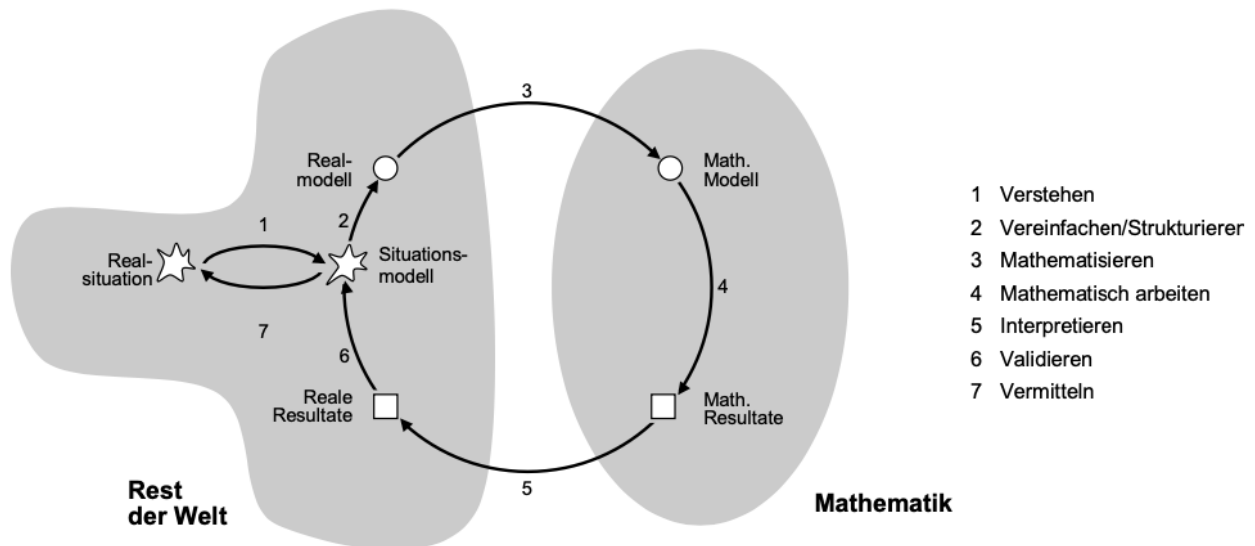 3
Real-
modell
Math.
Modell
2
1
Real-
situation
Situations-
modell
4
7
6
Reale
Resultate
Math.
Resultate
5
Rest
der Welt
Mathematik
1 Verstehen
2 Vereinfachen/Strukturieren
3 Mathematisieren
4 Mathematisch arbeiten
5 Interpretieren
6 Validieren
7 Vermitteln